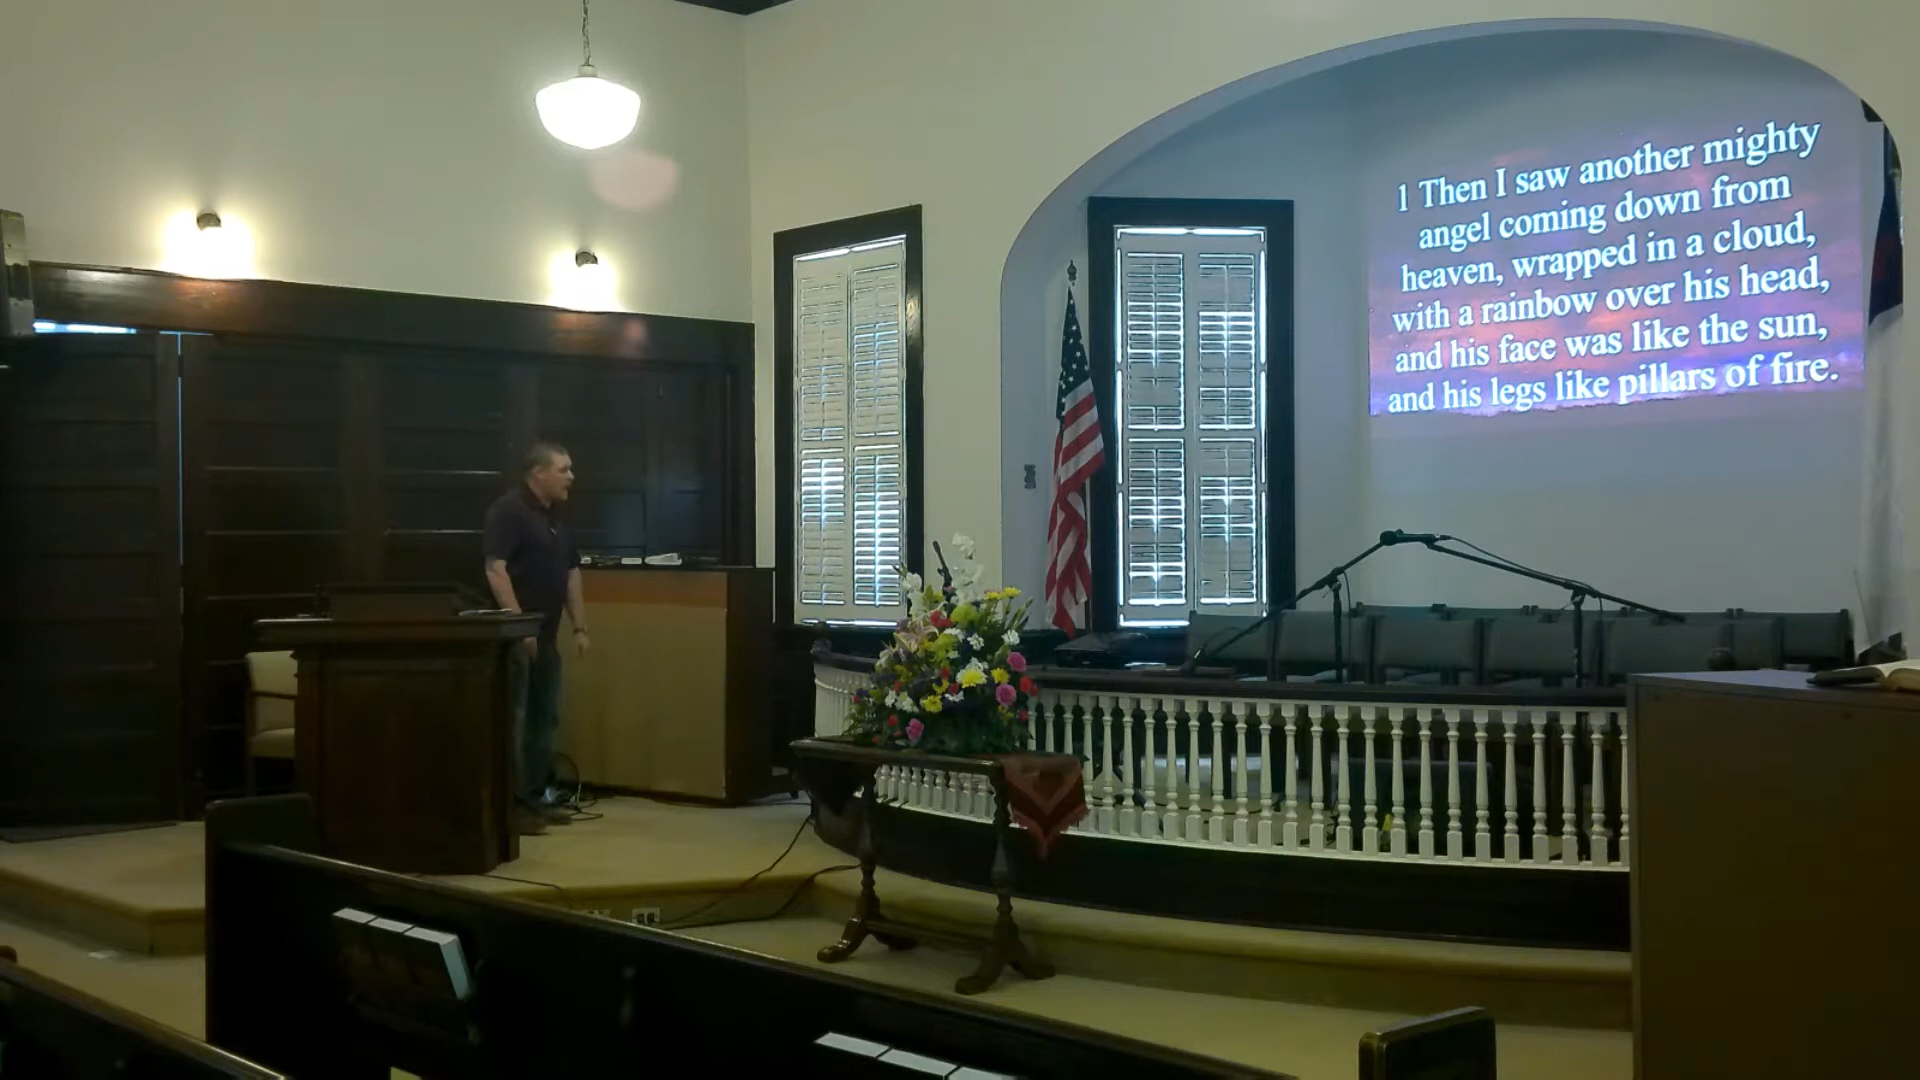 1 Then I saw another mighty
angel coming down from
heaven, wrapped in a cloud,
with a rainbow over his head,
and his face was like the sun,
and his legs like pillars of fire.